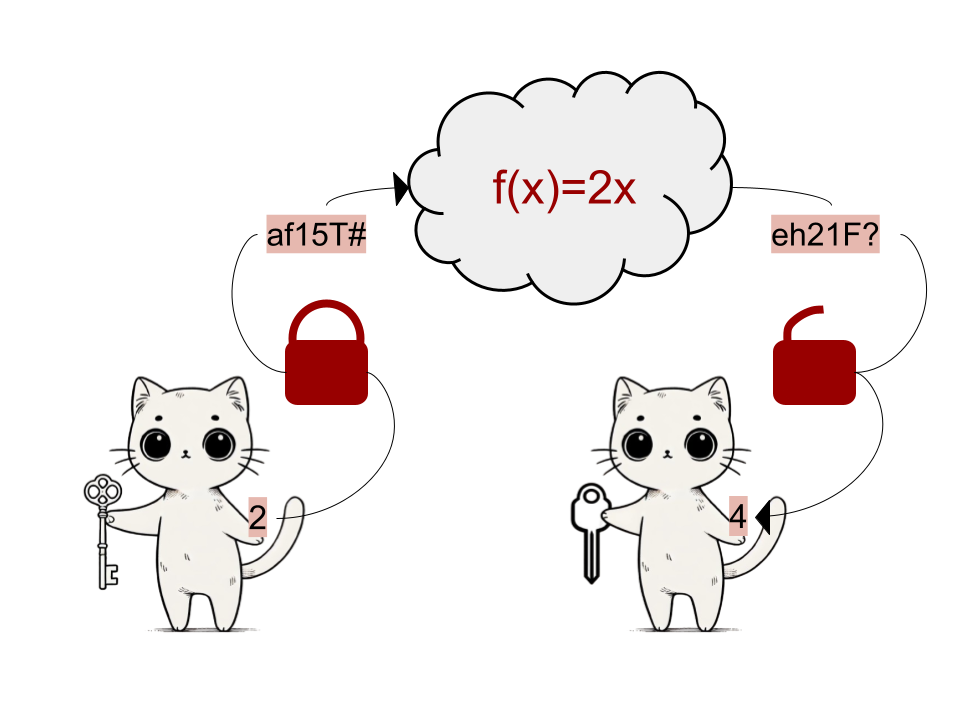 f(x)=2x
af15T#
eh21F?
2
4